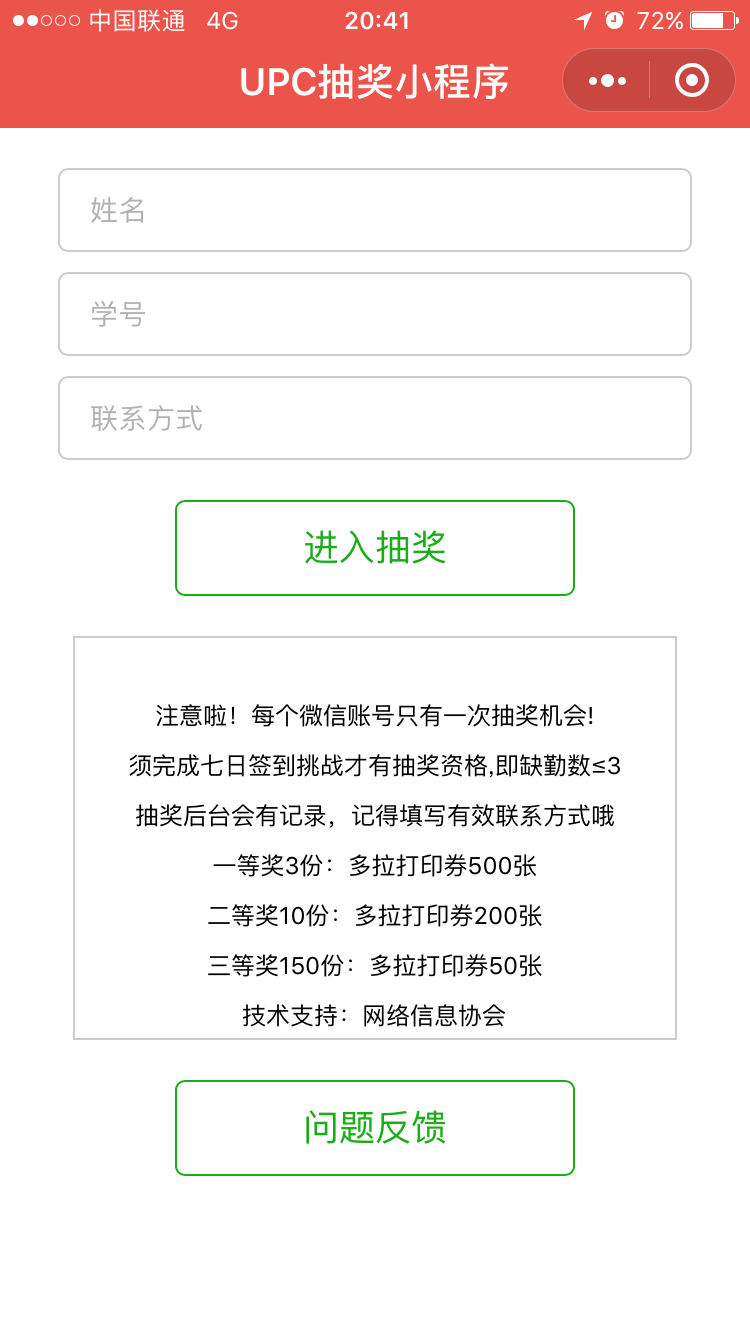 中国联通 4G 20:41 72%
UPC抽奖小程序
姓名
学号
联系方式
进入抽奖
注意啦！每个微信账号只有一次抽奖机会!
须完成七日签到挑战才有抽奖资格,即缺勤数≤3
抽奖后台会有记录，记得填写有效联系方式哦
一等奖3份：多拉打印券500张
二等奖10份：多拉打印券200张
三等奖150份：多拉打印券50张
技术支持：网络信息协会
问题反馈